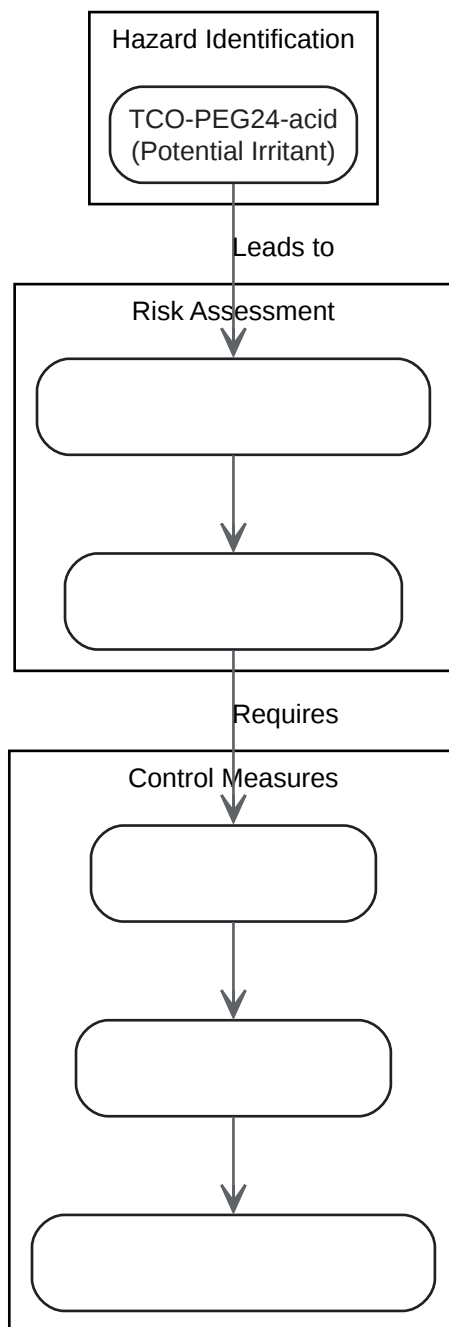 Hazard Identification
TCO-PEG24-acid
(Potential Irritant)
Leads to
Risk Assessment
Requires
Control Measures